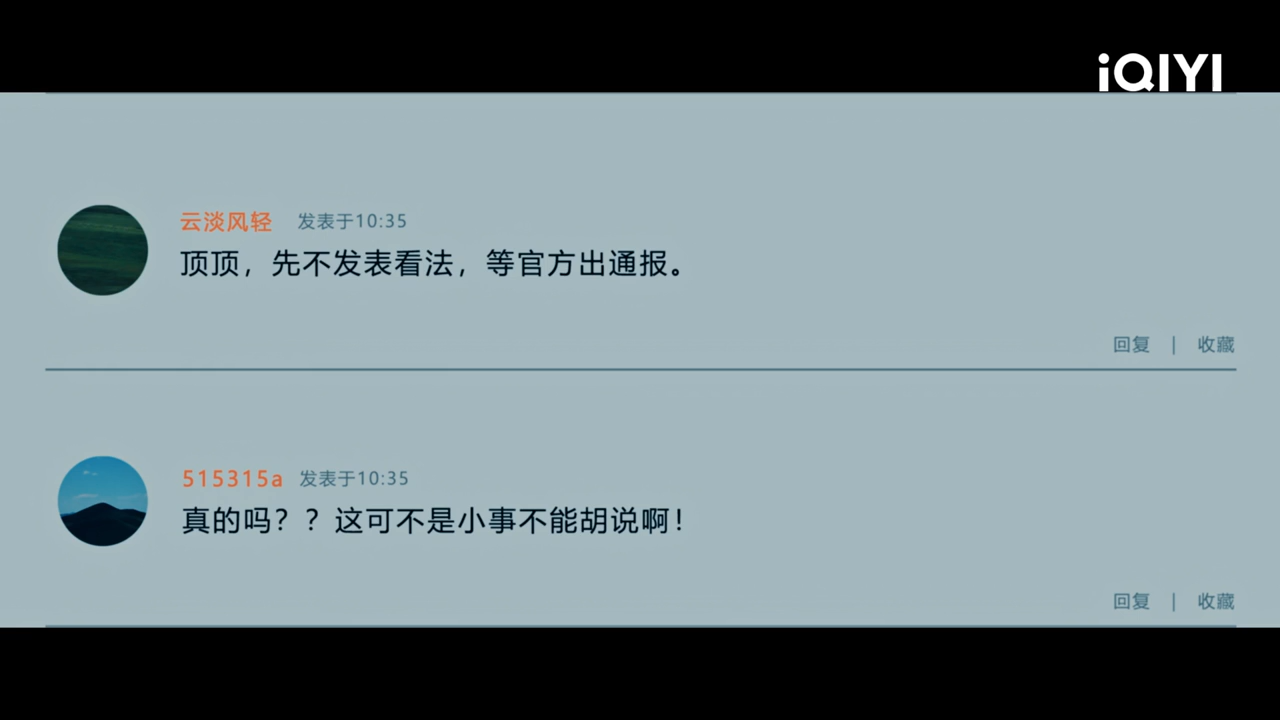 iQIYI
云淡风轻 发表于10:35
顶顶，先不发表看法，等官方出通报。
回复 | 收藏
515315a 发表于10:35
真的吗？？这可不是小事不能胡说啊！
回复 | 收藏